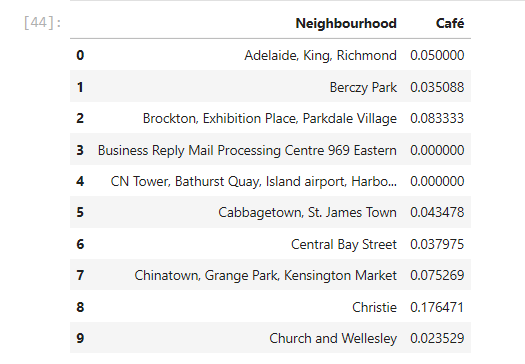 [44]:
Neighbourhood Café
0 Adelaide, King, Richmond 0.050000
1 Berczy Park 0.035088
2 Brockton, Exhibition Place, Parkdale Village 0.083333
3 Business Reply Mail Processing Centre 969 Eastern 0.000000
4 CN Tower, Bathurst Quay, Island airport, Harbo... 0.000000
5 Cabbagetown, St. James Town 0.043478
6 Central Bay Street 0.037975
7 Chinatown, Grange Park, Kensington Market 0.075269
8 Christie 0.176471
9 Church and Wellesley 0.023529